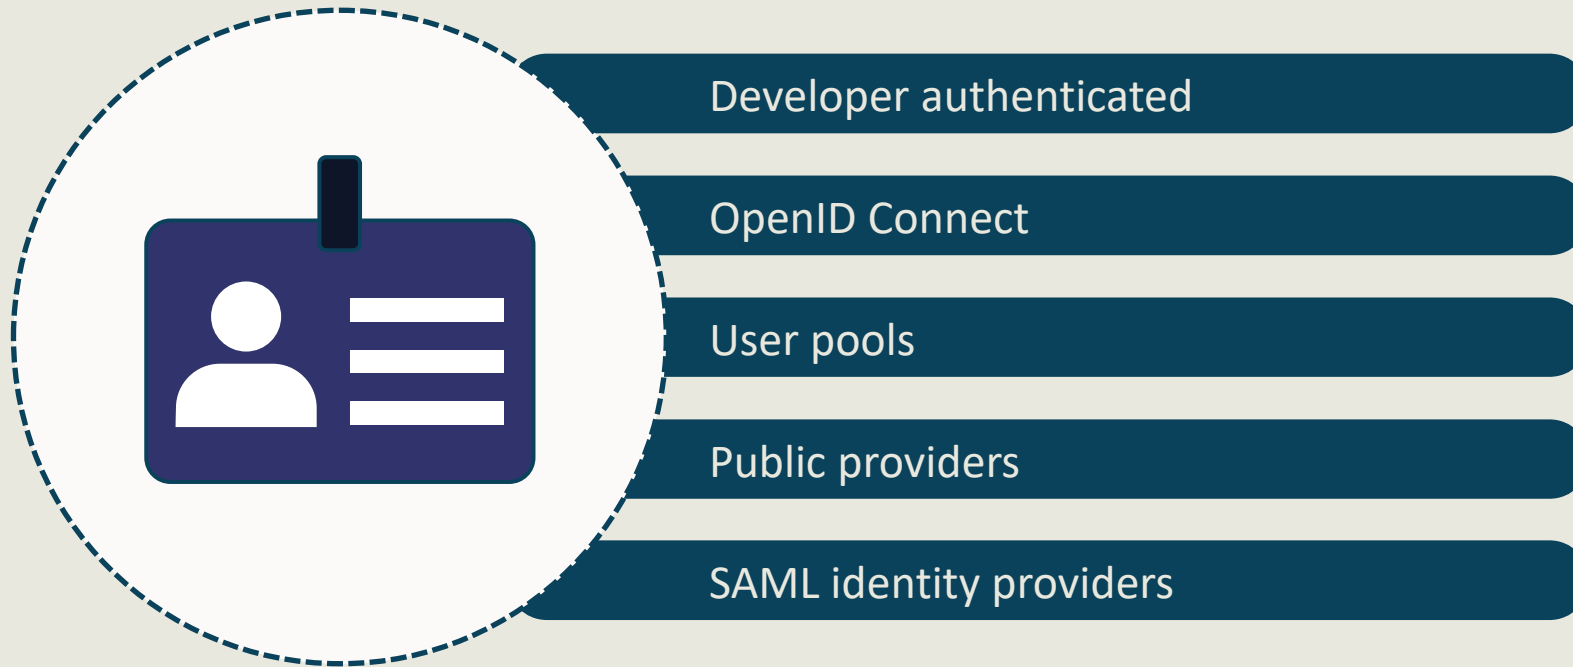 Developer authenticated
OpenID Connect
User pools
Public providers
SAML identity providers